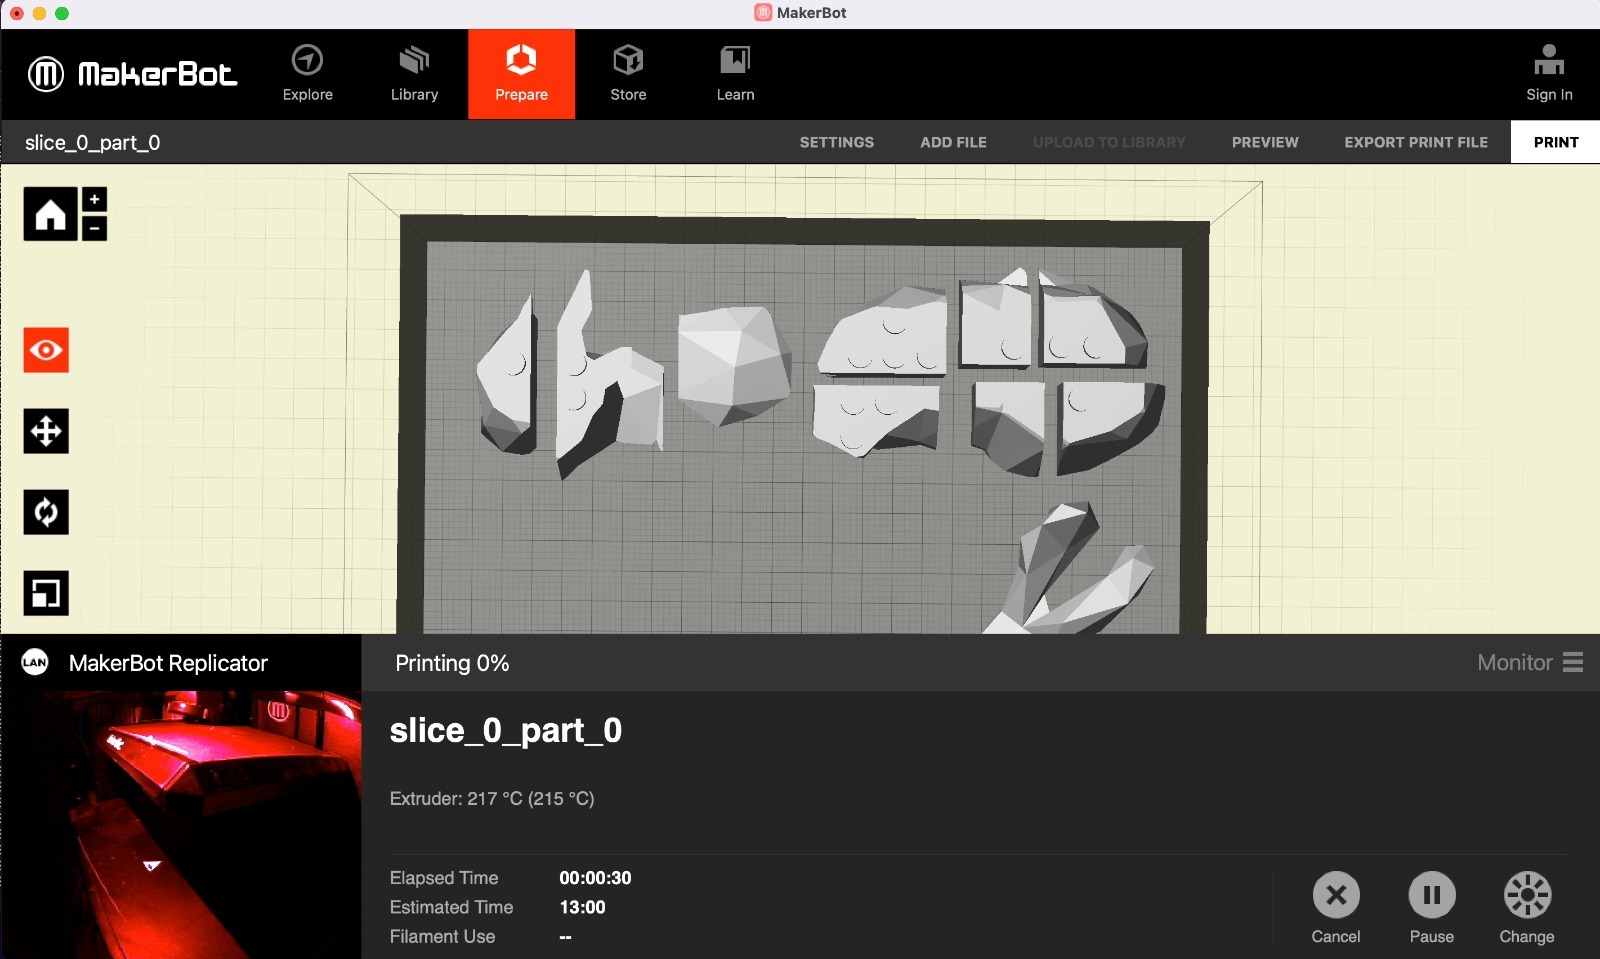 MakerBot
MakerBot
Explore
Library
Prepare
Store
Learn
Sign In
slice_0_part_0
SETTINGS
ADD FILE
UPLOAD TO LIBRARY
PREVIEW
EXPORT PRINT FILE
PRINT
LAN
MakerBot Replicator
Printing 0%
Monitor
slice_0_part_0
Extruder: 217 °C (215 °C)
Elapsed Time 00:00:30
Estimated Time 13:00
Filament Use --
Cancel
Pause
Change